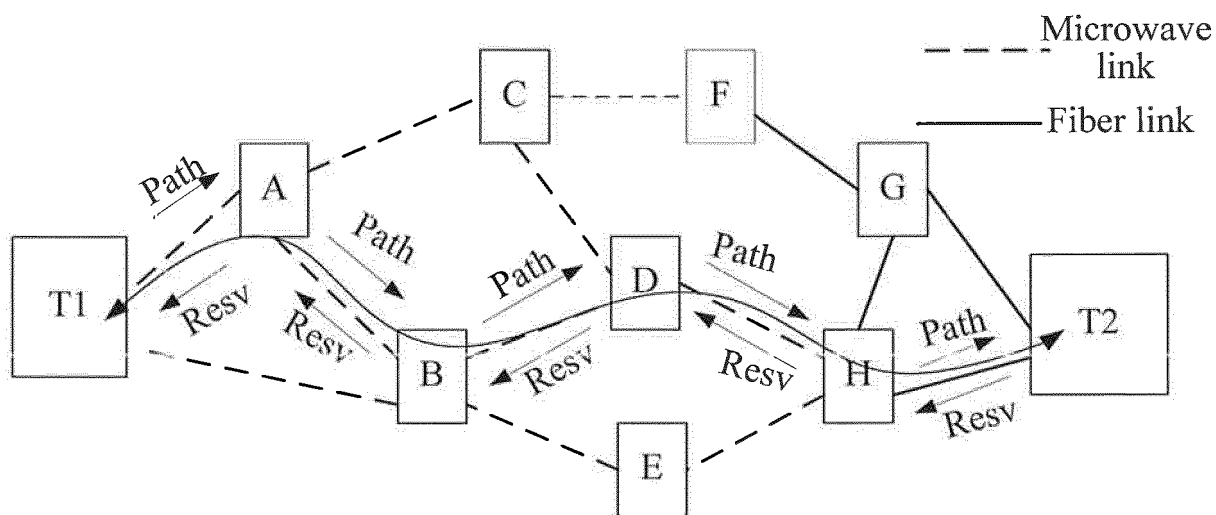 Microwave
link
Fiber link
C
F
A
G
Path
Path
Path
Path
D
T1
Resv
Resv
Resv
Resv
B
H
Path
T2
Resv
E